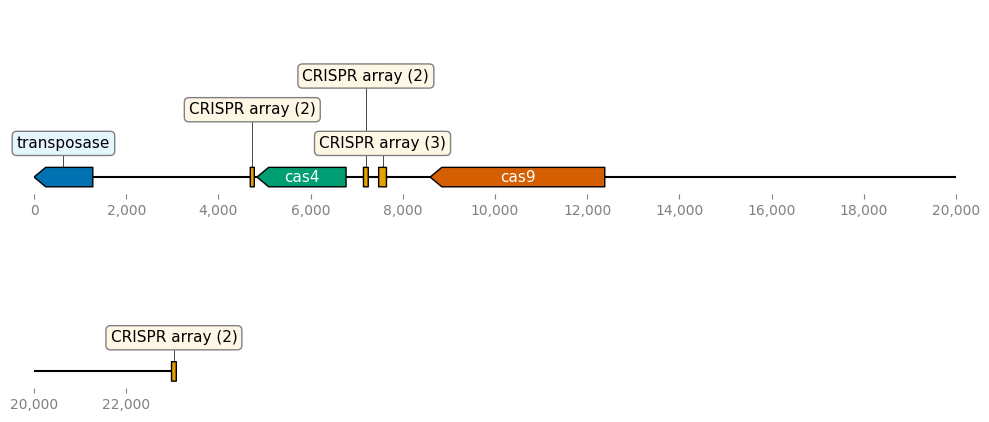 CRISPR array (2)
CRISPR array (2)
transposase CRISPR array (3)
cas4 cas9
0 2,000 4,000 6,000 8,000 10,000 12,000 14,000 16,000 18,000 20,000
CRISPR array (2)
20,000 22,000